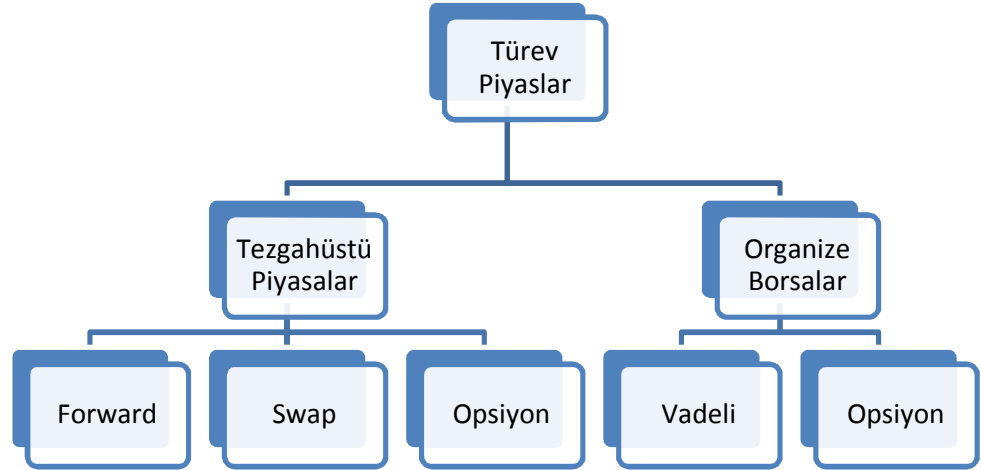 Türev
Piyaslar
Tezgahüstü
Piyasalar
Organize
Borsalar
Forward
Swap
Opsiyon
Vadeli
Opsiyon